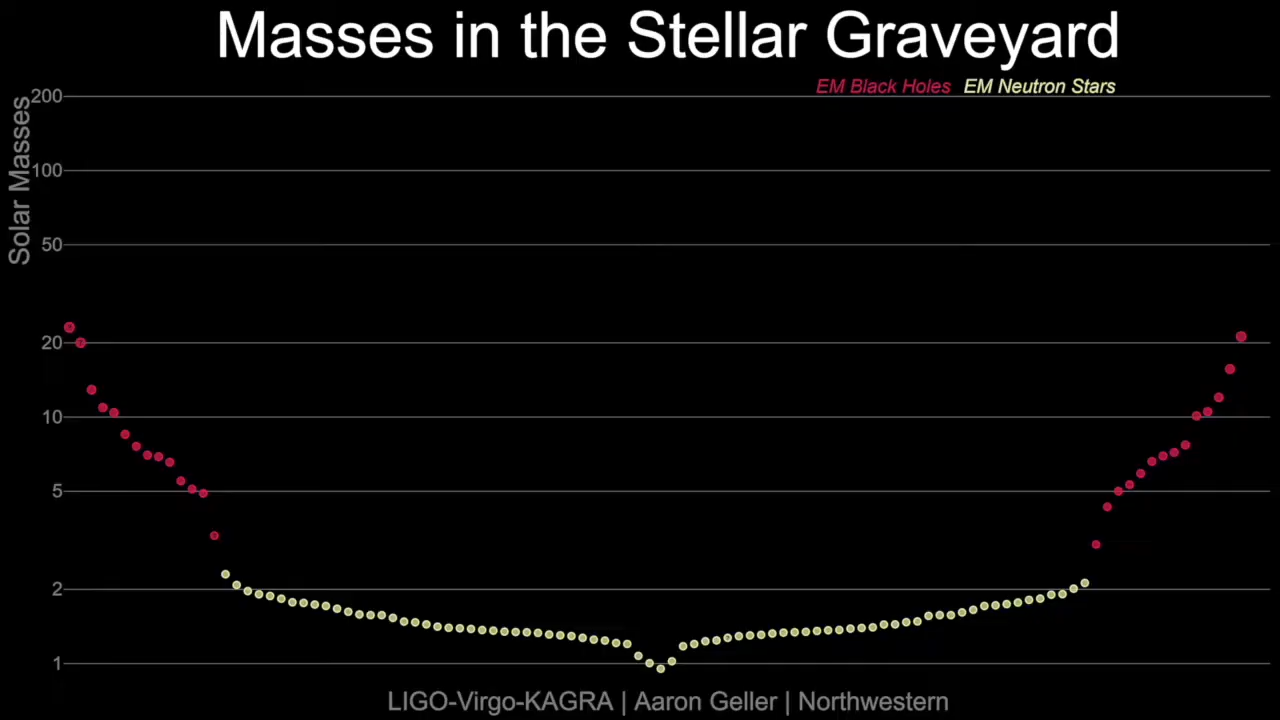 Masses in the Stellar Graveyard
EM Black Holes EM Neutron Stars
Solar Masses
200
100
50
20
10
5
2
1
LIGO-Virgo-KAGRA | Aaron Geller | Northwestern